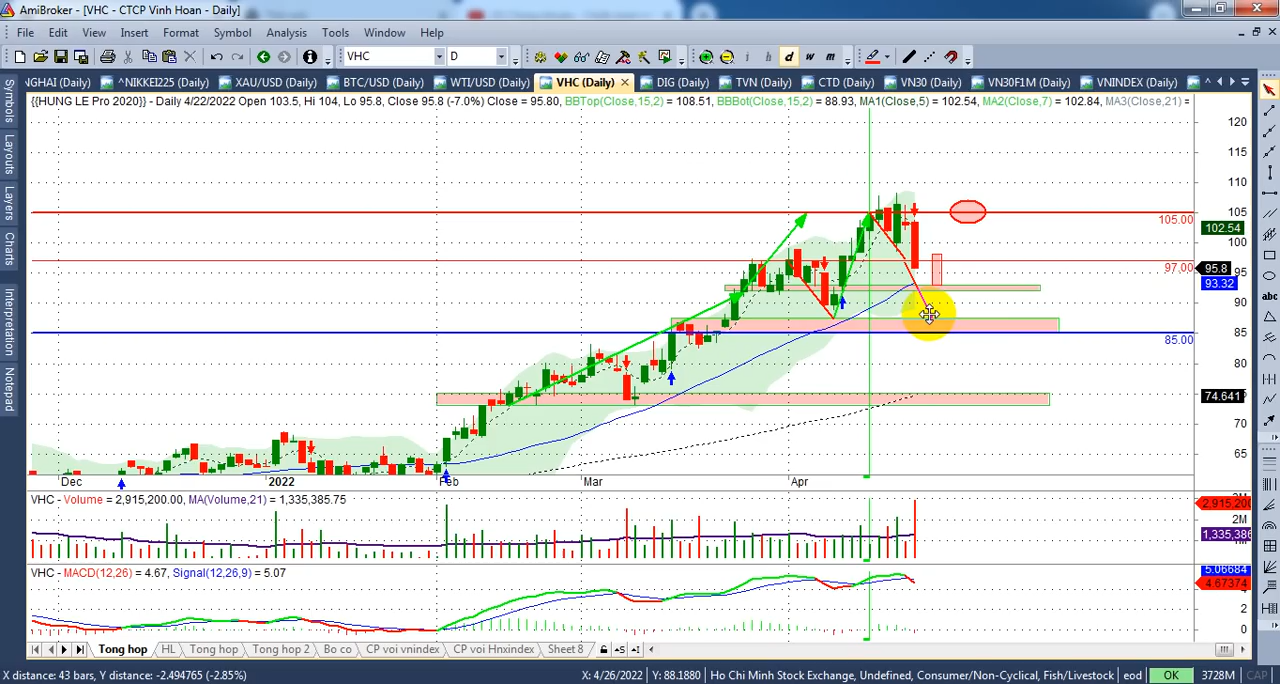 AmiBroker - [VHC - CTCP Vinh Hoan - Daily]
File Edit View Insert Format Symbol Analysis Tools Window Help
VHC D i h d w m
^NIKKEI225 (Daily) XAU/USD (Daily) BTC/USD (Daily) WTI/USD (Daily) VHC (Daily) DIG (Daily) TVN (Daily) CTD (Daily) VN30 (Daily) VN30F1M (Daily) VNINDEX (Daily)
{{HUNG LE Pro 2020}} - Daily 4/22/2022 Open 103.5, Hi 104, Lo 95.8, Close 95.8 (-7.0%) Close = 95.80, BBTop(Close,15,2) = 108.51, BBBot(Close,15,2) = 88.93, MA1(Close,5) = 102.54, MA2(Close,7) = 102.84, MA3(Close,21) =
Symbols
Layouts
Layers
Charts
Interpretation
Notepad
120
115
110
105
105.00
102.54
100
97.00
95
95.8
93.32
90
85
85.00
80
74.641
70
65
Dec 2022 Feb Mar Apr
VHC - Volume = 2,915,200.00, MA(Volume,21) = 1,335,385.75
2,915,200
2M
1,335,386
VHC - MACD(12,26) = 4.67, Signal(12,26,9) = 5.07
5.06684
4.67374
2
0
Tong hop HL Tong hop Tong hop 2 Bo co CP voi vnindex CP voi Hnxindex Sheet 8
X distance: 43 bars, Y distance: -2.494765 (-2.85%) X: 4/26/2022 Y: 88.1880 Ho Chi Minh Stock Exchange, Undefined, Consumer/Non-Cyclical, Fish/Livestock eod OK 3728M CAP
abc